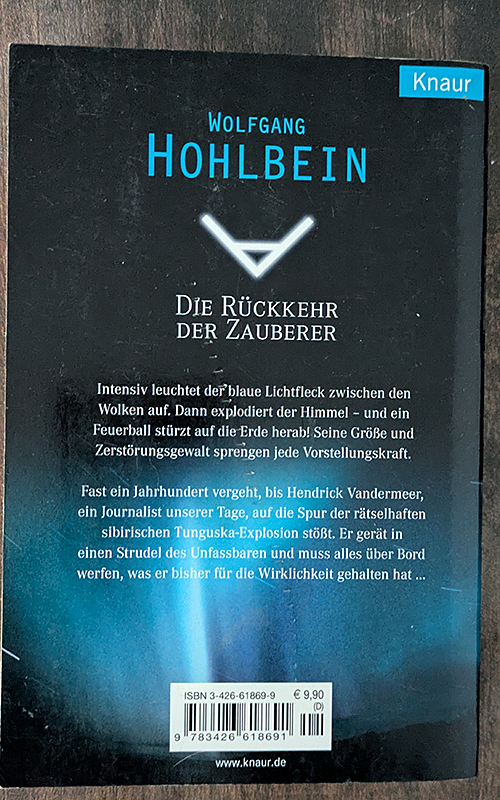 Knaur
WOLFGANG
HOHLBEIN
DIE RÜCKKEHR
DER ZAUBERER
Intensiv leuchtet der blaue Lichtfleck zwischen den
Wolken auf. Dann explodiert der Himmel – und ein
Feuerball stürzt auf die Erde herab! Seine Größe und
Zerstörungsgewalt sprengen jede Vorstellungskraft.
Fast ein Jahrhundert vergeht, bis Hendrick Vandermeer,
ein Journalist unserer Tage, auf die Spur der rätselhaften
sibirischen Tunguska-Explosion stößt. Er gerät in
einen Strudel des Unfassbaren und muss alles über Bord
werfen, was er bisher für die Wirklichkeit gehalten hat ...
ISBN 3-426-61869-9 € 9,90
(D)
9 783426 618691
www.knaur.de